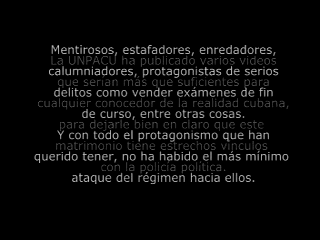 Mentirosos, estafadores, enredadores,
La UNPACU ha publicado varios videos
calumniadores, protagonistas de serios
que serían más que suficientes para
delitos como vender exámenes de fin
cualquier conocedor de la realidad cubana,
de curso, entre otras cosas.
para dejarle bien en claro que este
Y con todo el protagonismo que han
matrimonio tiene estrechos vínculos
querido tener, no ha habido el más mínimo
con la policía política.
ataque del régimen hacia ellos.